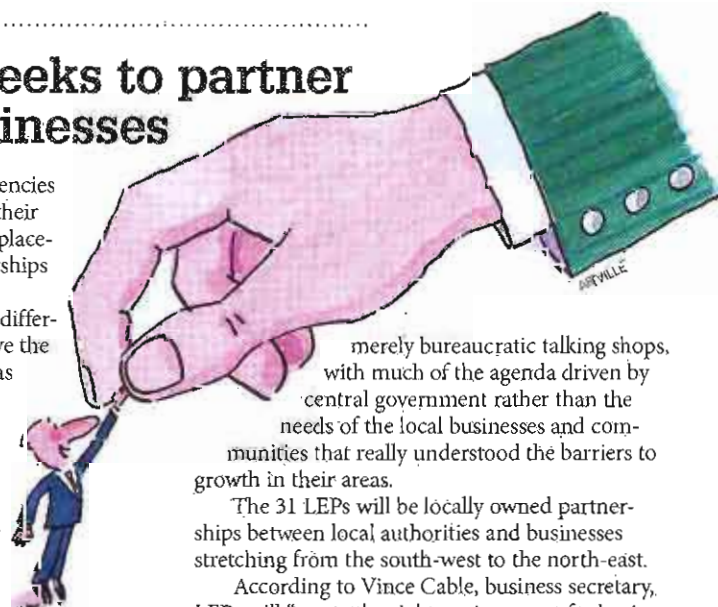 eeks to partner
inesses
encies
their
place-
ships
differ-
ve the
as
ARTVILLE
merely bureaucratic talking shops,
with much of the agenda driven by
central government rather than the
needs of the local businesses and com-
munities that really understood the barriers to
growth in their areas.
The 31 LEPs will be locally owned partner-
ships between local authorities and businesses
stretching from the south-west to the north-east.
According to Vince Cable, business secretary,